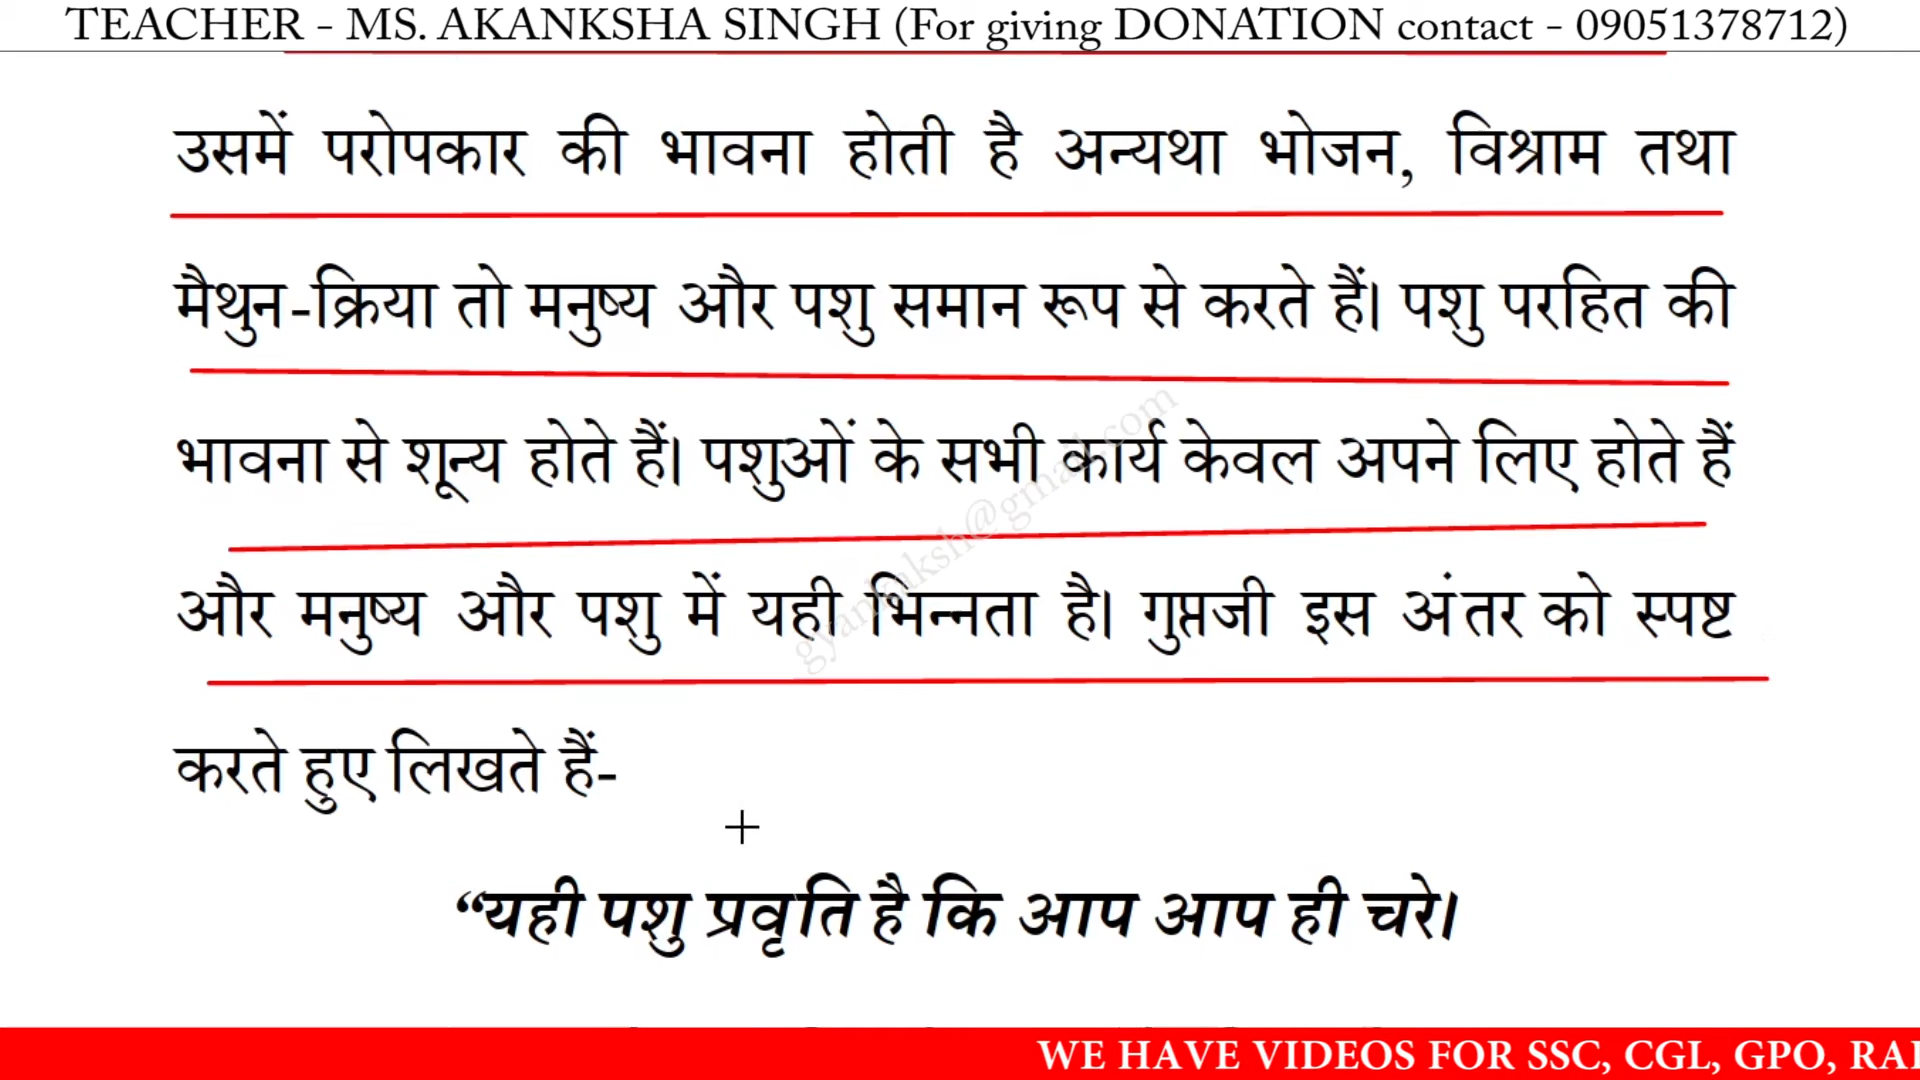 TEACHER - MS. AKANKSHA SINGH (For giving DONATION contact - 09051378712)
उसमें परोपकार की भावना होती है अन्यथा भोजन, विश्राम तथा
मैथुन-क्रिया तो मनुष्य और पशु समान रूप से करते हैं। पशु परहित की
भावना से शून्य होते हैं। पशुओं के सभी कार्य केवल अपने लिए होते हैं
और मनुष्य और पशु में यही भिन्नता है। गुप्तजी इस अंतर को स्पष्ट
करते हुए लिखते हैं-
“यही पशु प्रवृति है कि आप आप ही चरे।
WE HAVE VIDEOS FOR SSC, CGL, GPO,